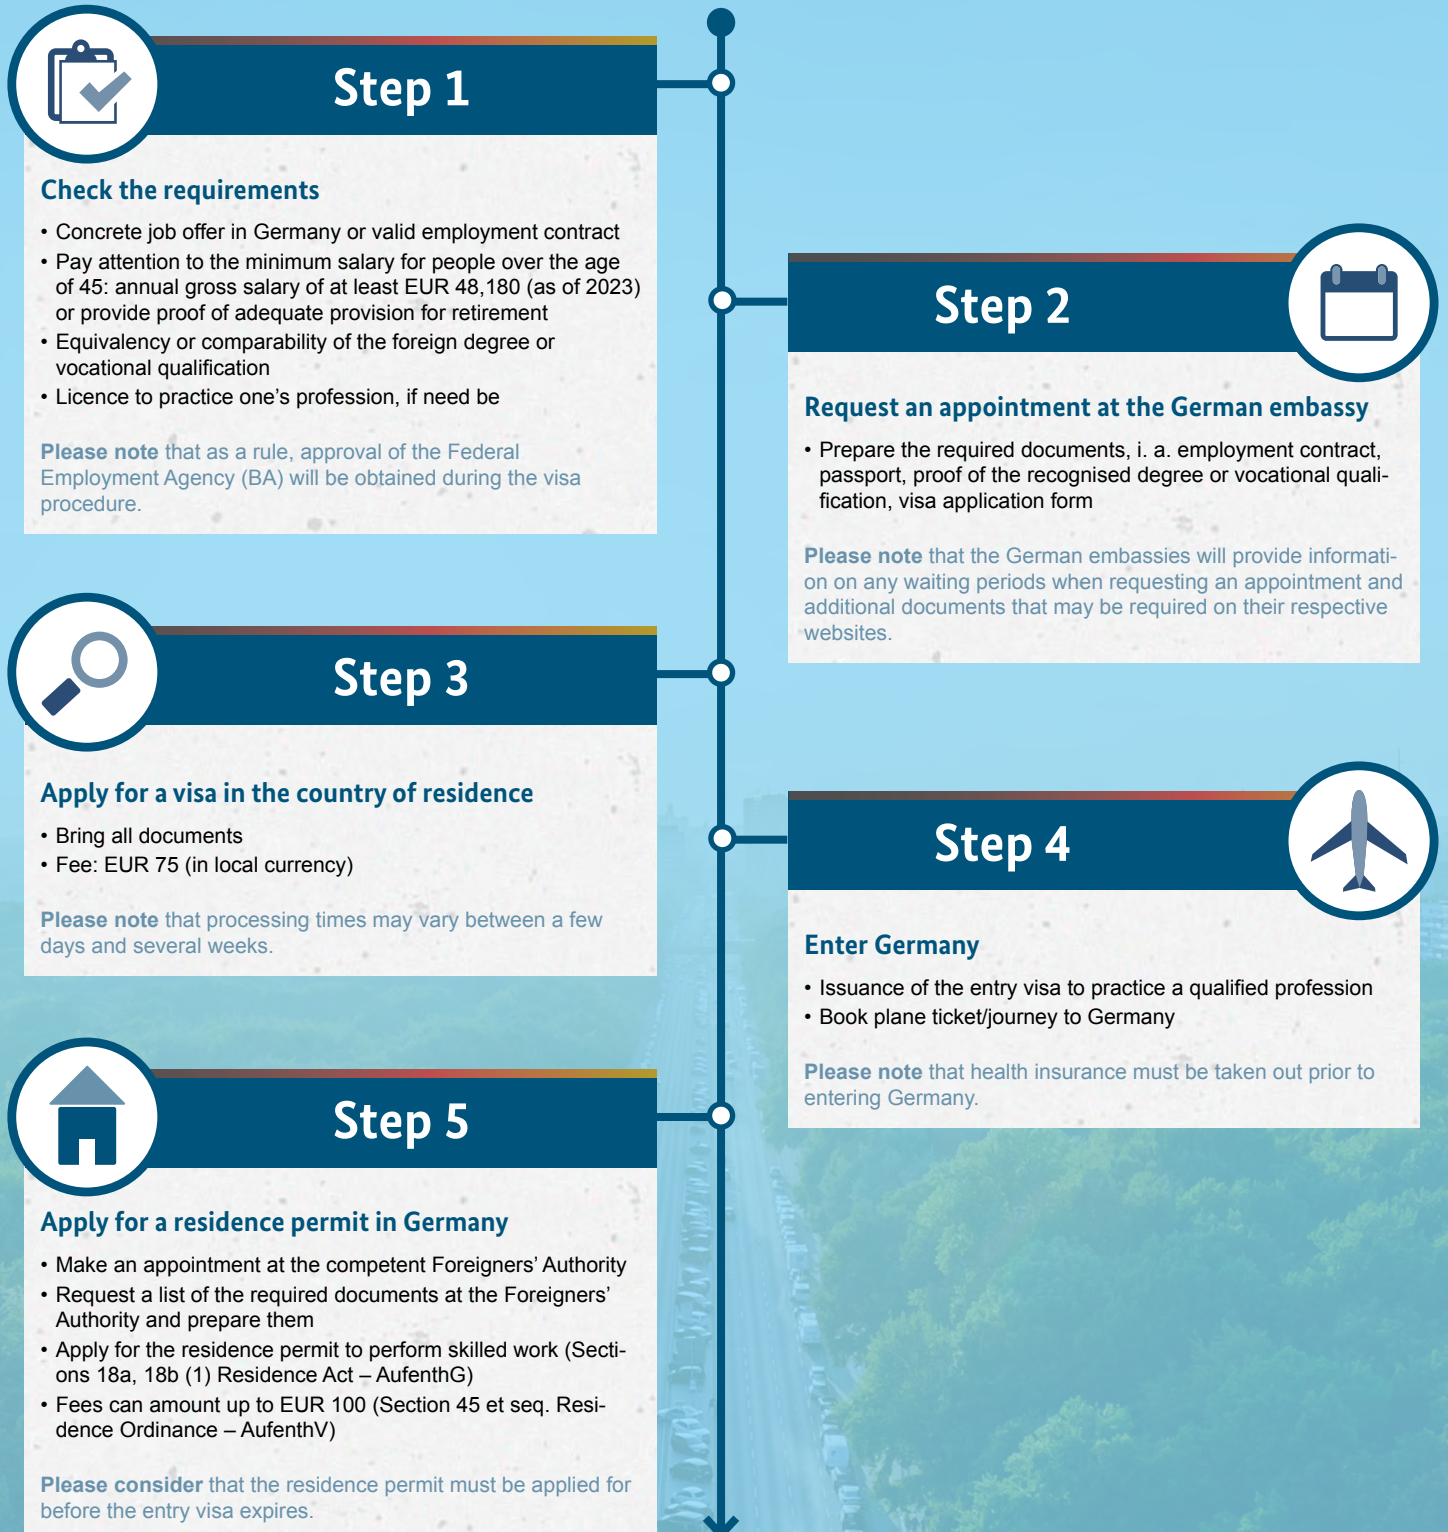 Step 1
Check the requirements
• Concrete job offer in Germany or valid employment contract
• Pay attention to the minimum salary for people over the age
of 45: annual gross salary of at least EUR 48,180 (as of 2023)
or provide proof of adequate provision for retirement
• Equivalency or comparability of the foreign degree or
vocational qualification
• Licence to practice one’s profession, if need be
Please note that as a rule, approval of the Federal
Employment Agency (BA) will be obtained during the visa
procedure.
Step 2
Request an appointment at the German embassy
• Prepare the required documents, i. a. employment contract,
passport, proof of the recognised degree or vocational quali-
fication, visa application form
Please note that the German embassies will provide informati-
on on any waiting periods when requesting an appointment and
additional documents that may be required on their respective
websites.
Step 3
Apply for a visa in the country of residence
• Bring all documents
• Fee: EUR 75 (in local currency)
Please note that processing times may vary between a few
days and several weeks.
Step 4
Enter Germany
• Issuance of the entry visa to practice a qualified profession
• Book plane ticket/journey to Germany
Please note that health insurance must be taken out prior to
entering Germany.
Step 5
Apply for a residence permit in Germany
• Make an appointment at the competent Foreigners’ Authority
• Request a list of the required documents at the Foreigners’
Authority and prepare them
• Apply for the residence permit to perform skilled work (Secti-
ons 18a, 18b (1) Residence Act – AufenthG)
• Fees can amount up to EUR 100 (Section 45 et seq. Resi-
dence Ordinance – AufenthV)
Please consider that the residence permit must be applied for
before the entry visa expires.